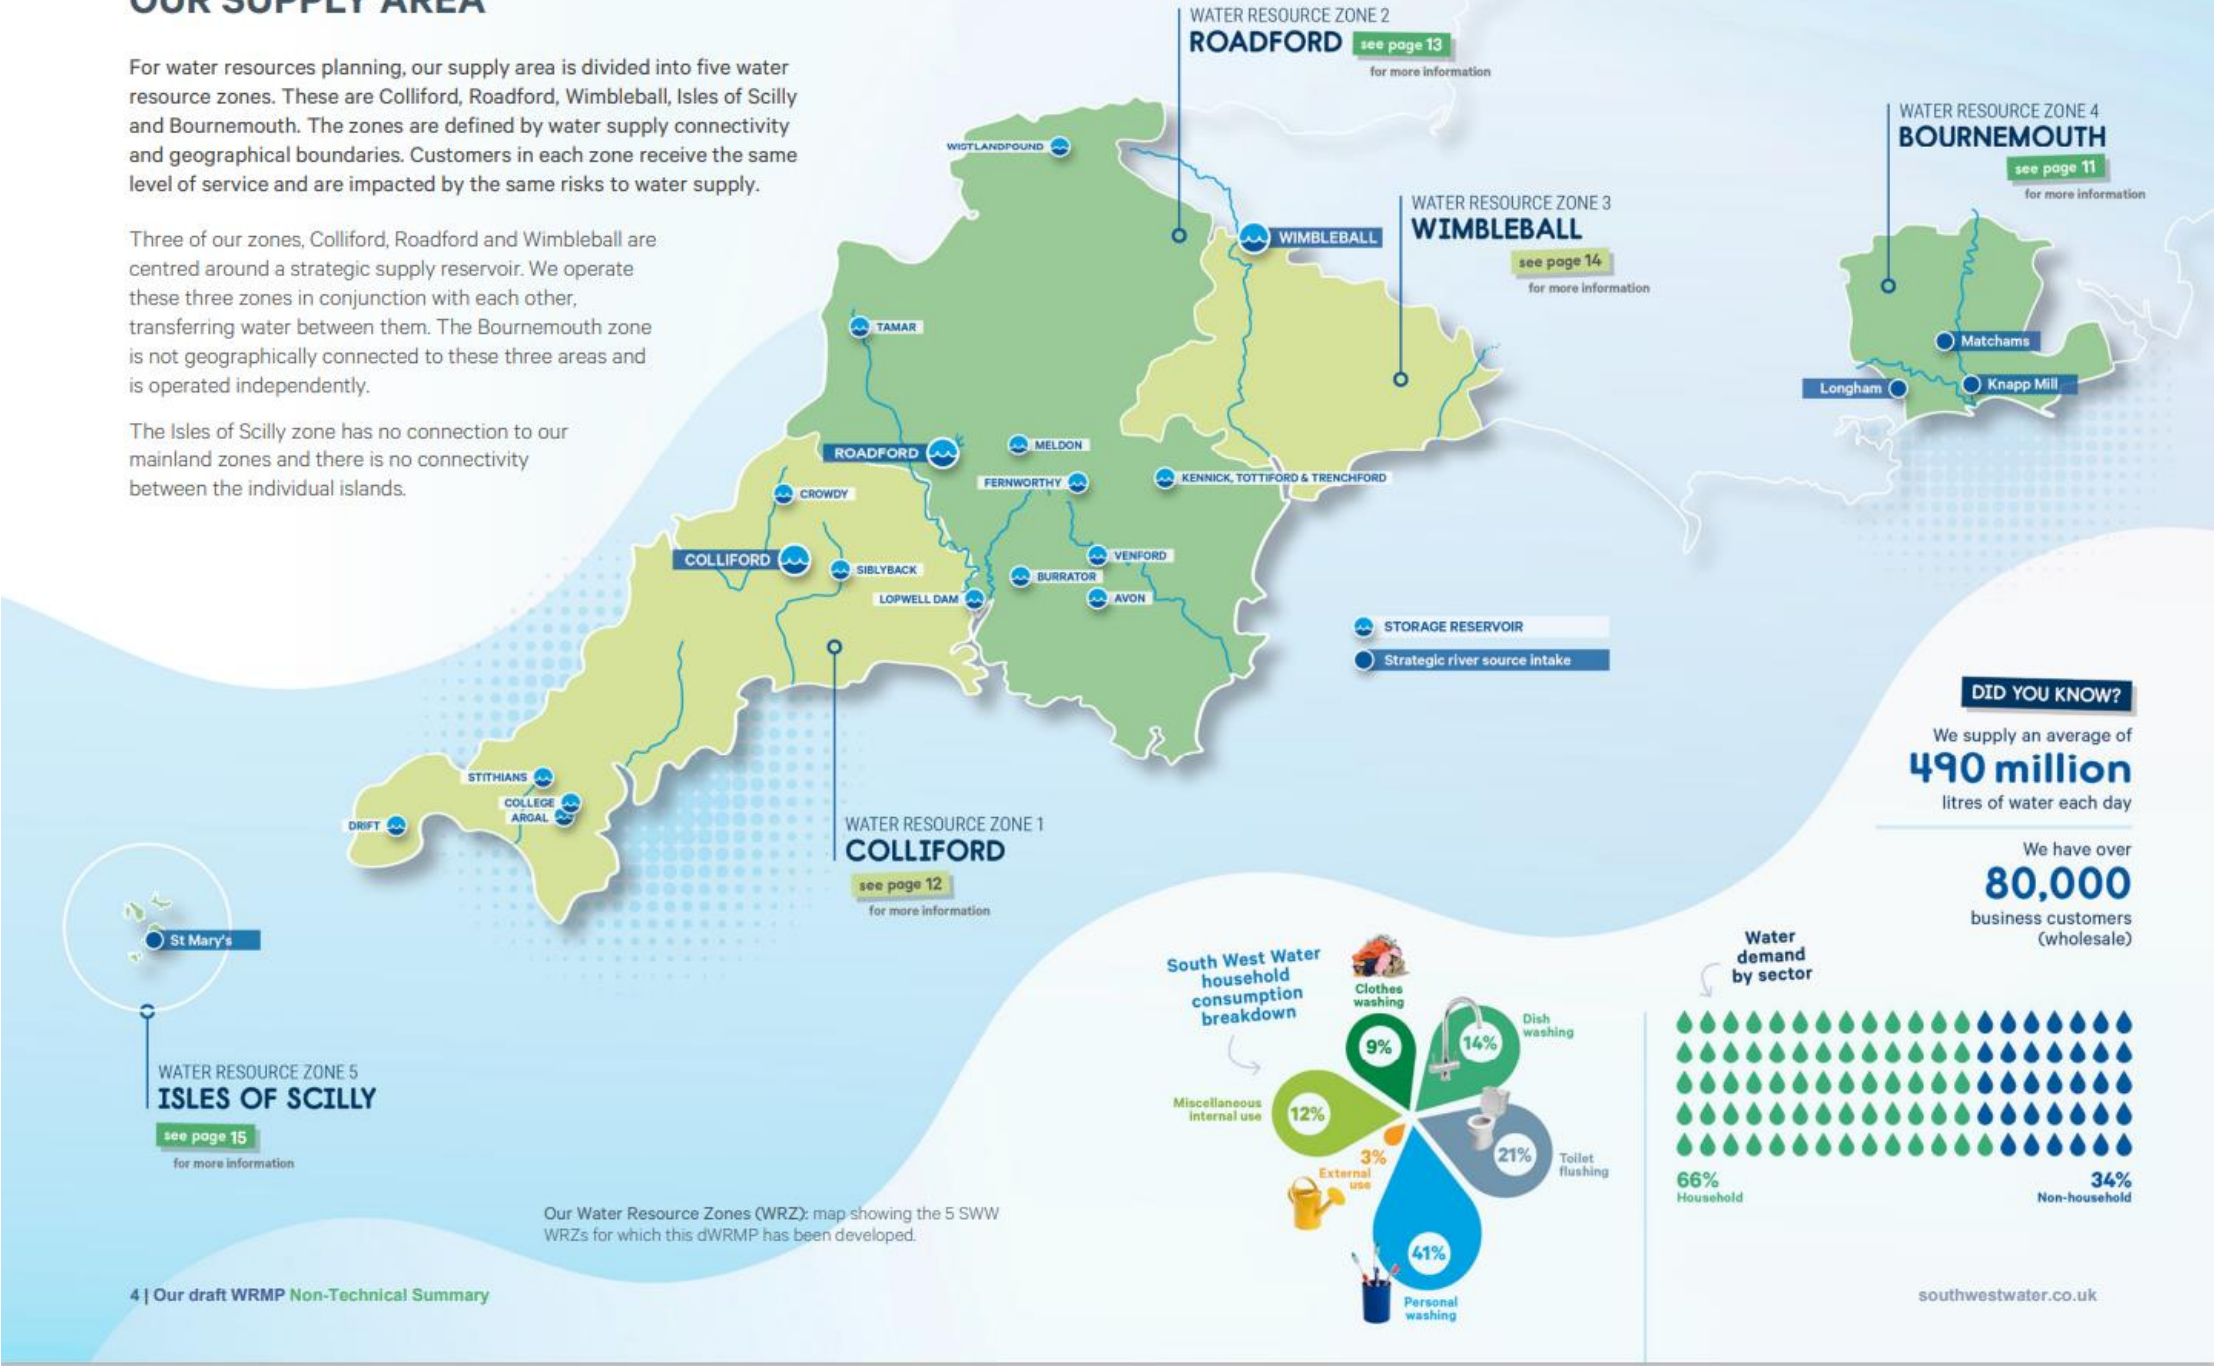 OUR SUPPLY AREA
For water resources planning, our supply area is divided into five water
resource zones. These are Colliford, Roadford, Wimbleball, Isles of Scilly
and Bournemouth. The zones are defined by water supply connectivity
and geographical boundaries. Customers in each zone receive the same
level of service and are impacted by the same risks to water supply.
Three of our zones, Colliford, Roadford and Wimbleball are
centred around a strategic supply reservoir. We operate
these three zones in conjunction with each other,
transferring water between them. The Bournemouth zone
is not geographically connected to these three areas and
is operated independently.
The Isles of Scilly zone has no connection to our
mainland zones and there is no connectivity
between the individual islands.
WATER RESOURCE ZONE 2
ROADFORD
see page 13
for more information
WATER RESOURCE ZONE 4
BOURNEMOUTH
see page 11
for more information
WATER RESOURCE ZONE 3
WIMBLEBALL
see page 14
for more information
WISTLANDPOUND
WIMBLEBALL
TAMAR
Matchams
Longham
Knapp Mill
ROADFORD
MELDON
FERNWORTHY
KENNICK, TOTTIFORD & TRENCHFORD
CROWDY
COLLIFORD
SIBLYBACK
VENFORD
BURRATOR
LOPWELL DAM
AVON
STORAGE RESERVOIR
Strategic river source intake
STITHIANS
COLLEGE
ARGAL
DRIFT
WATER RESOURCE ZONE 1
COLLIFORD
see page 12
for more information
St Mary's
WATER RESOURCE ZONE 5
ISLES OF SCILLY
see page 15
for more information
DID YOU KNOW?
We supply an average of
490 million
litres of water each day
We have over
80,000
business customers
(wholesale)
South West Water
household
consumption
breakdown
Clothes
washing
9%
Dish
washing
14%
Miscellaneous
internal use
12%
3%
External
use
21%
Toilet
flushing
41%
Personal
washing
Water
demand
by sector
66%
Household
34%
Non-household
Our Water Resource Zones (WRZ): map showing the 5 SWW
WRZs for which this dWRMP has been developed.
4 | Our draft WRMP Non-Technical Summary
southwestwater.co.uk